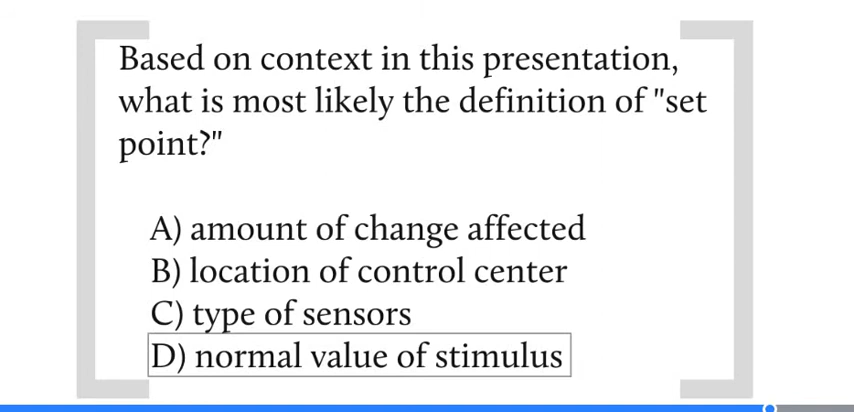 Based on context in this presentation,
what is most likely the definition of "set
point?"
A) amount of change affected
B) location of control center
C) type of sensors
D) normal value of stimulus